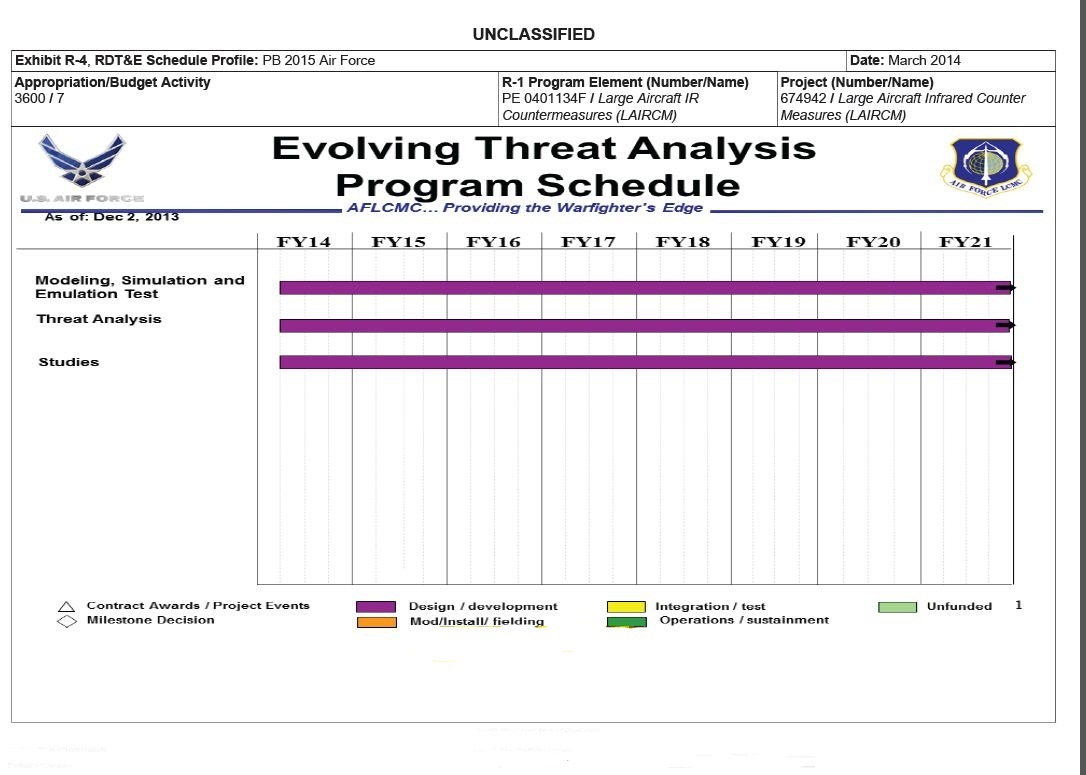 UNCLASSIFIED
Exhibit R-4, RDT&E Schedule Profile: PB 2015 Air Force
Date: March 2014
Appropriation/Budget Activity
3600 / 7
R-1 Program Element (Number/Name)
PE 0401134F / Large Aircraft IR
Countermeasures (LAIRCM)
Project (Number/Name)
674942 / Large Aircraft Infrared Counter
Measures (LAIRCM)
Evolving Threat Analysis
Program Schedule
U.S. AIR FORCE
AIR FORCE LCMC
AFLCMC... Providing the Warfighter's Edge
As of: Dec 2, 2013
FY14 FY15 FY16 FY17 FY18 FY19 FY20 FY21
Modeling, Simulation and
Emulation Test
Threat Analysis
Studies
Contract Awards / Project Events
Design / development
Integration / test
Unfunded
1
Milestone Decision
Mod/Install/ fielding
Operations / sustainment